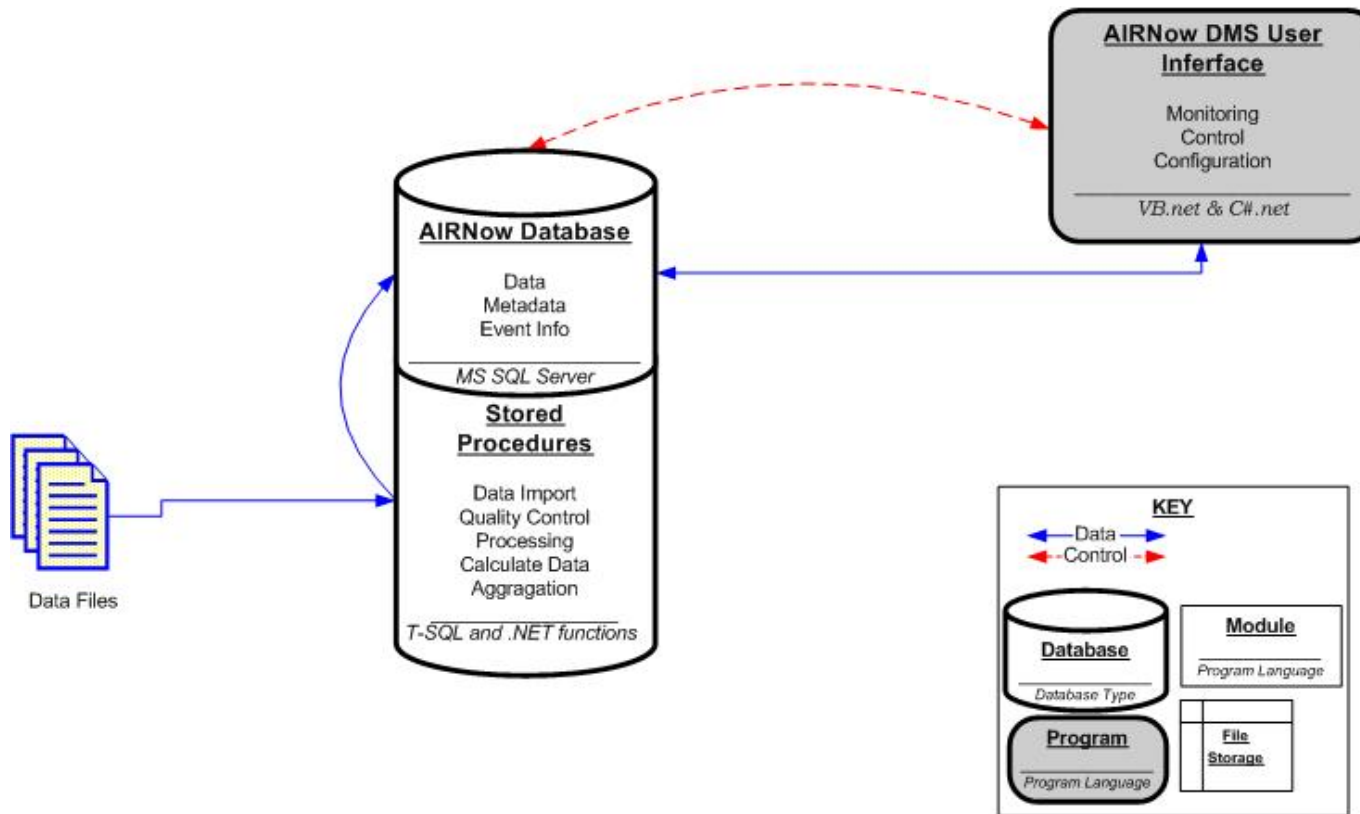 AIRNow DMS User
Inferface
Monitoring
Control
Configuration
VB.net & C#.net
AIRNow Database
Data
Metadata
Event Info
MS SQL Server
Stored
Procedures
Data Import
Quality Control
Processing
Calculate Data
Aggragation
T-SQL and .NET functions
Data Files
KEY
Data
Control
Database
Database Type
Module
Program Language
Program
Program Language
File
Storage